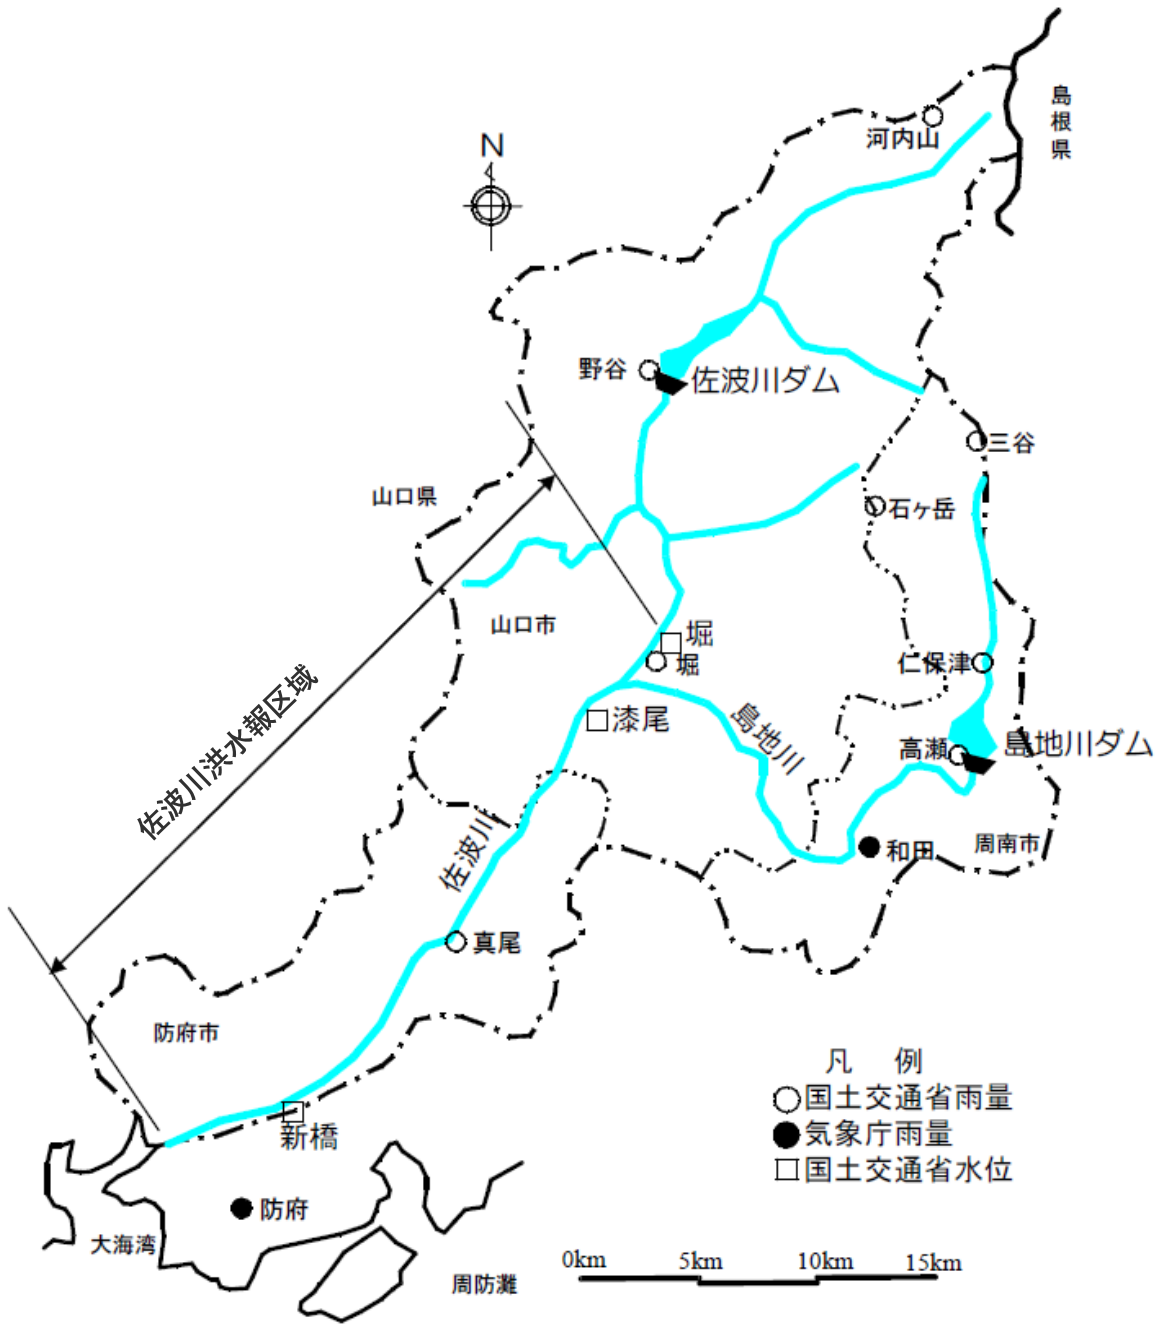 島根県
河内山
N
野谷
佐波川ダム
三谷
山口県
石ヶ岳
山口市
堀
堀
仁保津
漆尾
島地川
高瀬
島地川ダム
佐波川洪水報区域
和田
周南市
佐波川
真尾
防府市
凡 例
国土交通省雨量
気象庁雨量
国土交通省水位
新橋
防府
大海湾
周防灘
0km 5km 10km 15km